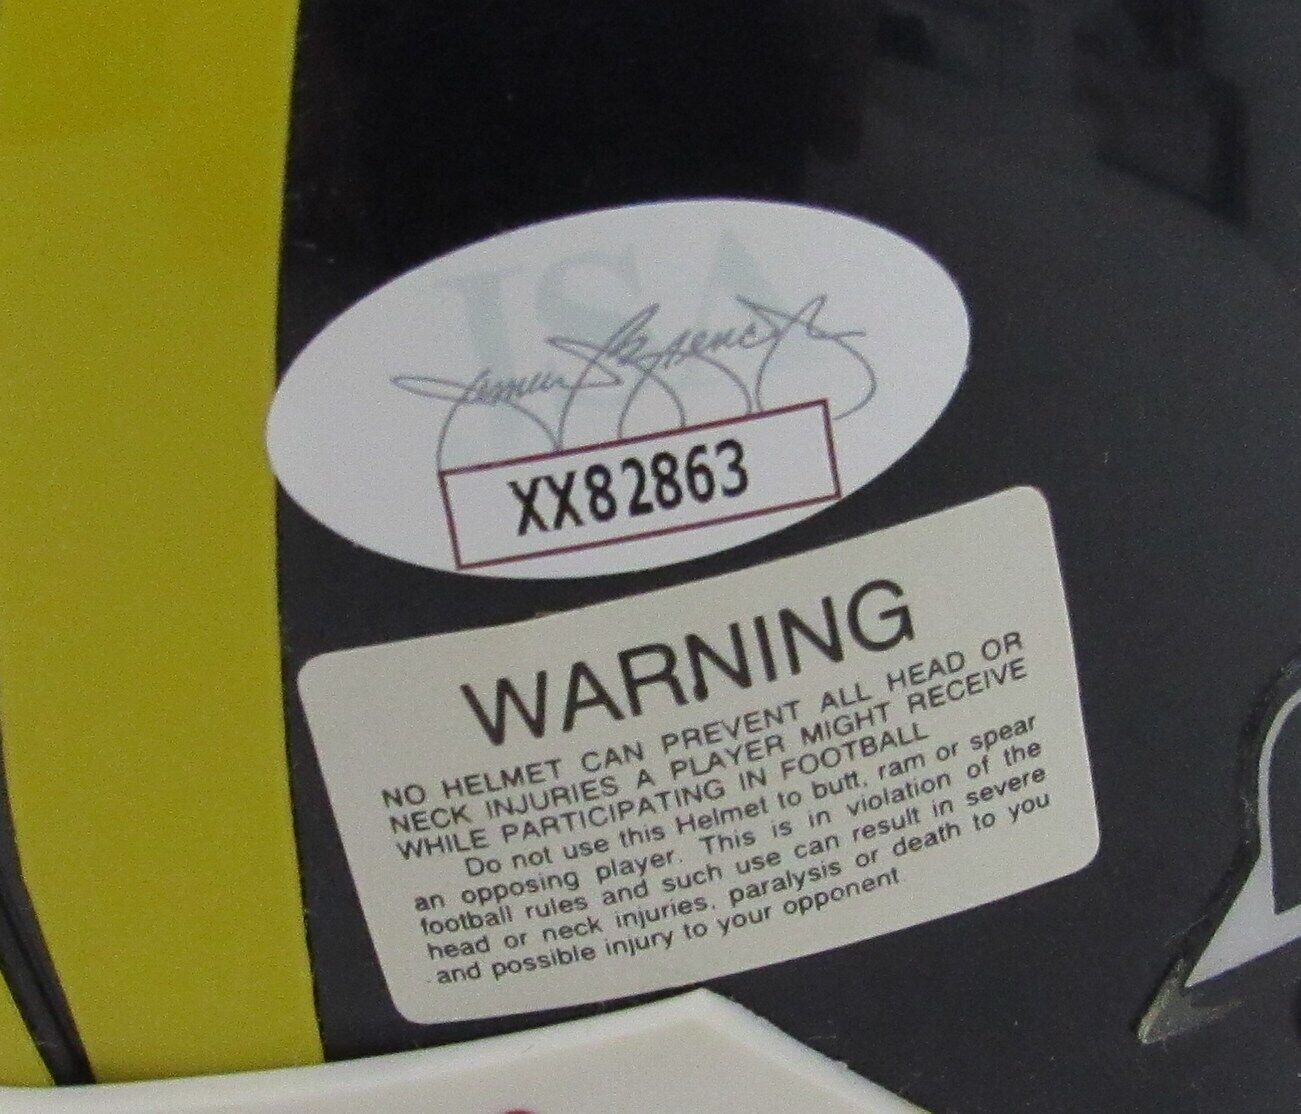 JSA
James Spence Jr
XX82863
WARNING
NO HELMET CAN PREVENT ALL HEAD OR
NECK INJURIES A PLAYER MIGHT RECEIVE
WHILE PARTICIPATING IN FOOTBALL
Do not use this Helmet to butt, ram or spear
an opposing player. This is in violation of the
football rules and such use can result in severe
head or neck injuries, paralysis or death to you
and possible injury to your opponent